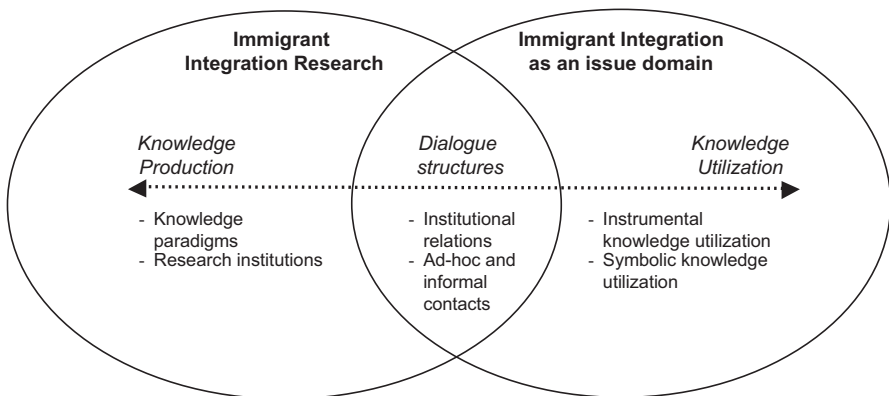 Immigrant
Integration Research
Immigrant Integration
as an issue domain
Knowledge
Production
Dialogue
structures
Knowledge
Utilization
- Knowledge
paradigms
- Research institutions
- Institutional
relations
- Ad-hoc and
informal
contacts
- Instrumental
knowledge utilization
- Symbolic knowledge
utilization